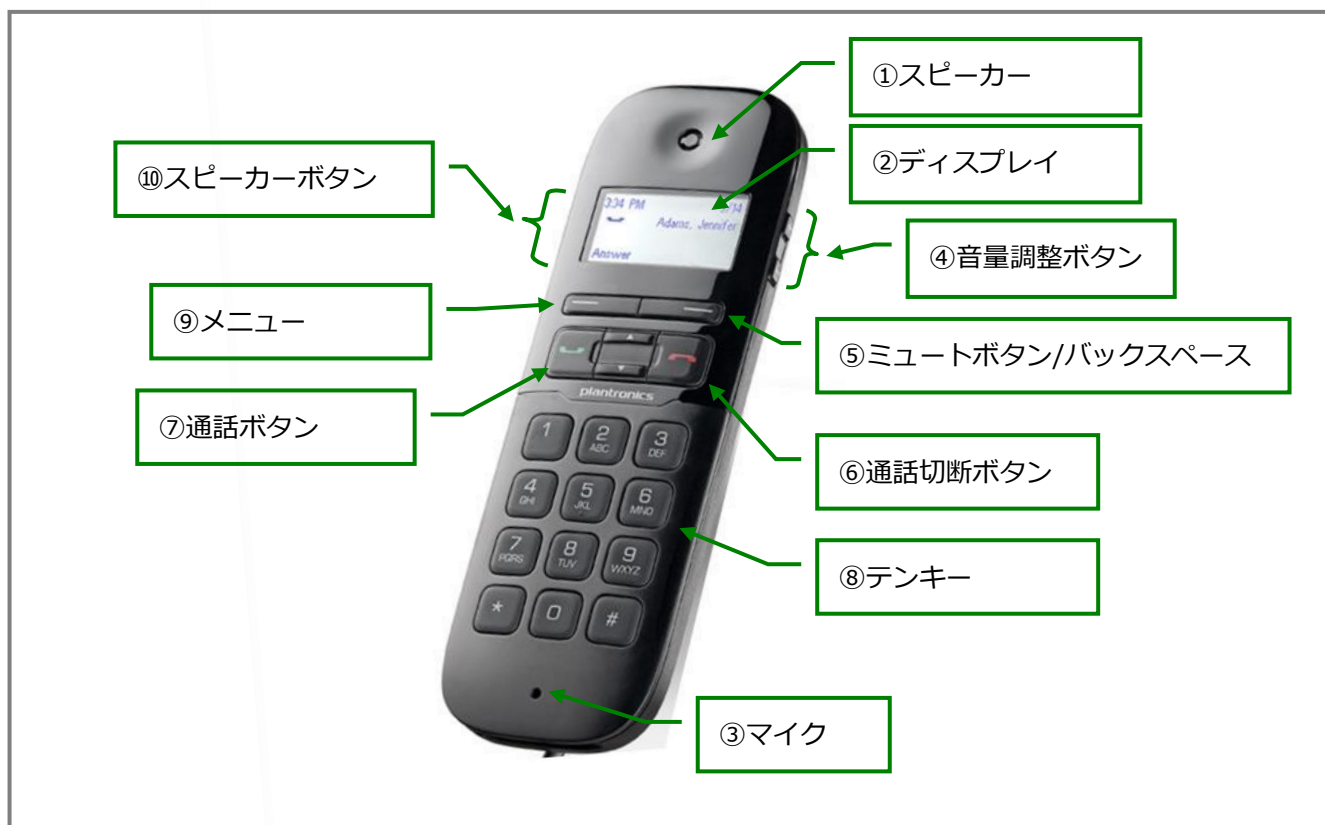 ①スピーカー
②ディスプレイ
⑩スピーカーボタン
3:34 PM
Adams, Jennifer
Answer
④音量調整ボタン
⑨メニュー
⑤ミュートボタン/バックスペース
⑦通話ボタン
plantronics
⑥通話切断ボタン
1 2 ABC 3 DEF
4 GHI 5 JKL 6 MNO
7 PQRS 8 TUV 9 WXYZ
* 0 #
⑧テンキー
③マイク